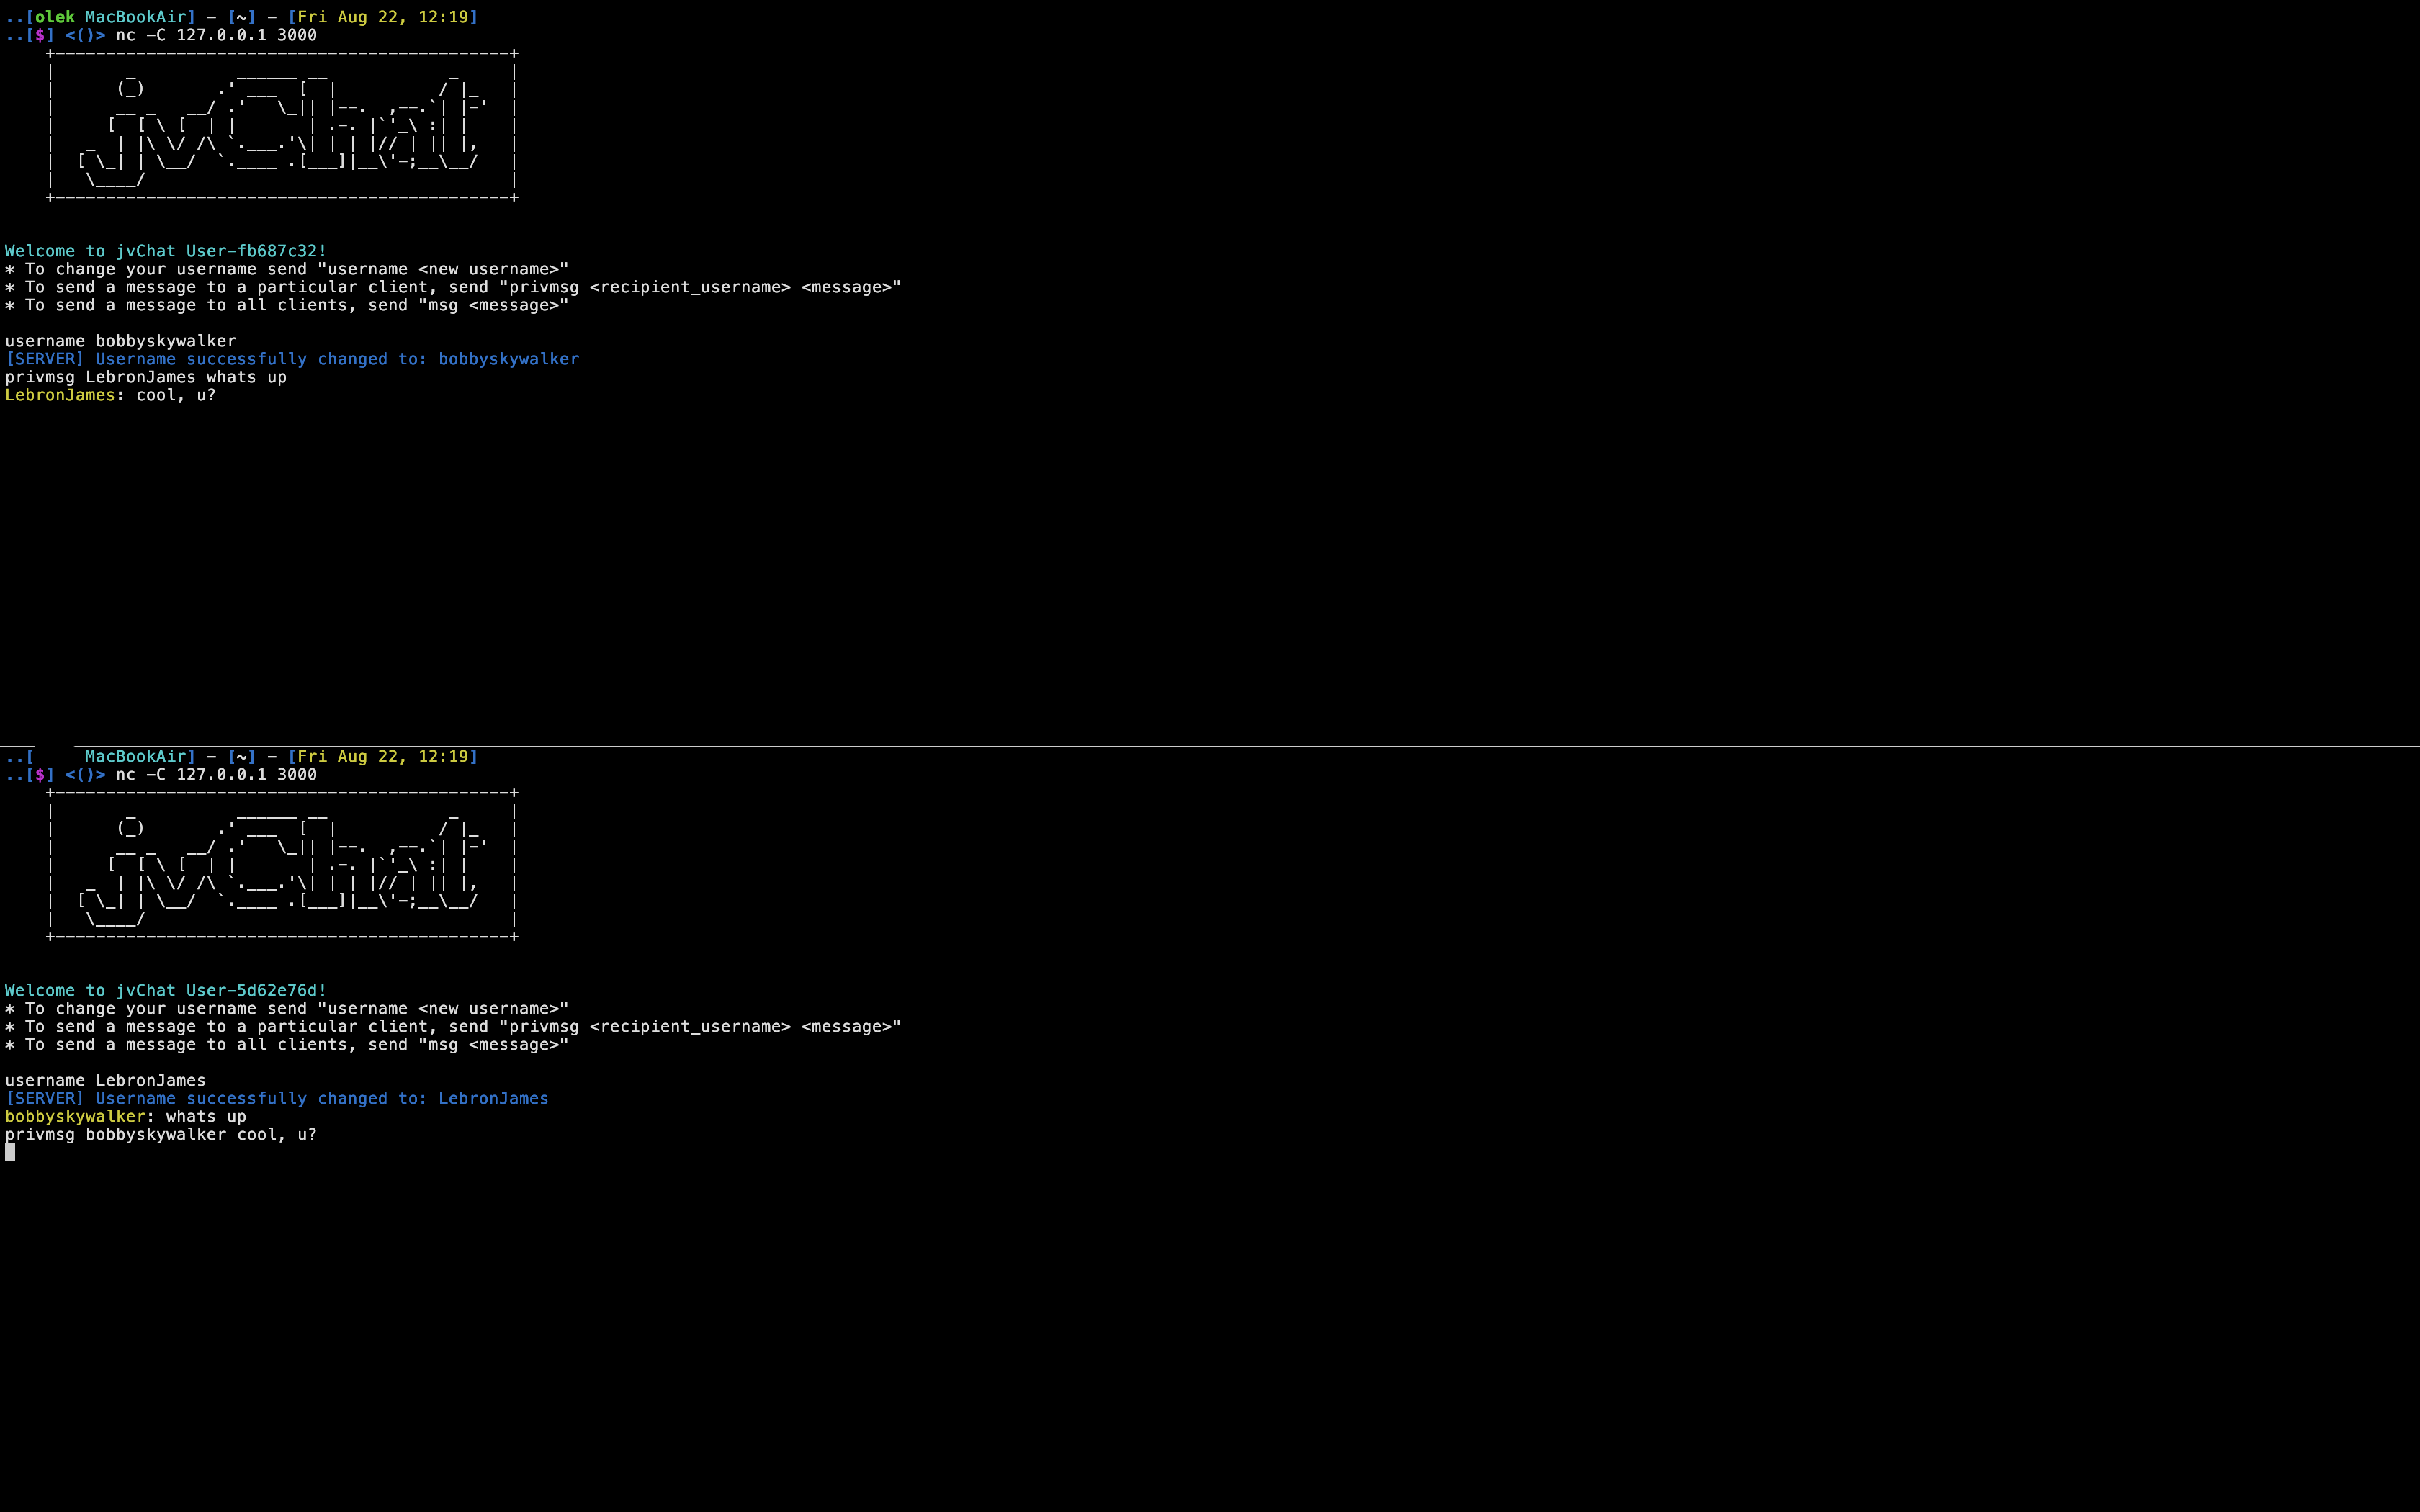 ..[olek MacBookAir] - [~] - [Fri Aug 22, 12:19]
..[$] <()> nc -C 127.0.0.1 3000
jvChat
Welcome to jvChat User-fb687c32!
* To change your username send "username <new username>"
* To send a message to a particular client, send "privmsg <recipient_username> <message>"
* To send a message to all clients, send "msg <message>"
username bobbyskywalker
[SERVER] Username successfully changed to: bobbyskywalker
privmsg LebronJames whats up
LebronJames: cool, u?
..[ MacBookAir] - [~] - [Fri Aug 22, 12:19]
..[$] <()> nc -C 127.0.0.1 3000
jvChat
Welcome to jvChat User-5d62e76d!
* To change your username send "username <new username>"
* To send a message to a particular client, send "privmsg <recipient_username> <message>"
* To send a message to all clients, send "msg <message>"
username LebronJames
[SERVER] Username successfully changed to: LebronJames
bobbyskywalker: whats up
privmsg bobbyskywalker cool, u?